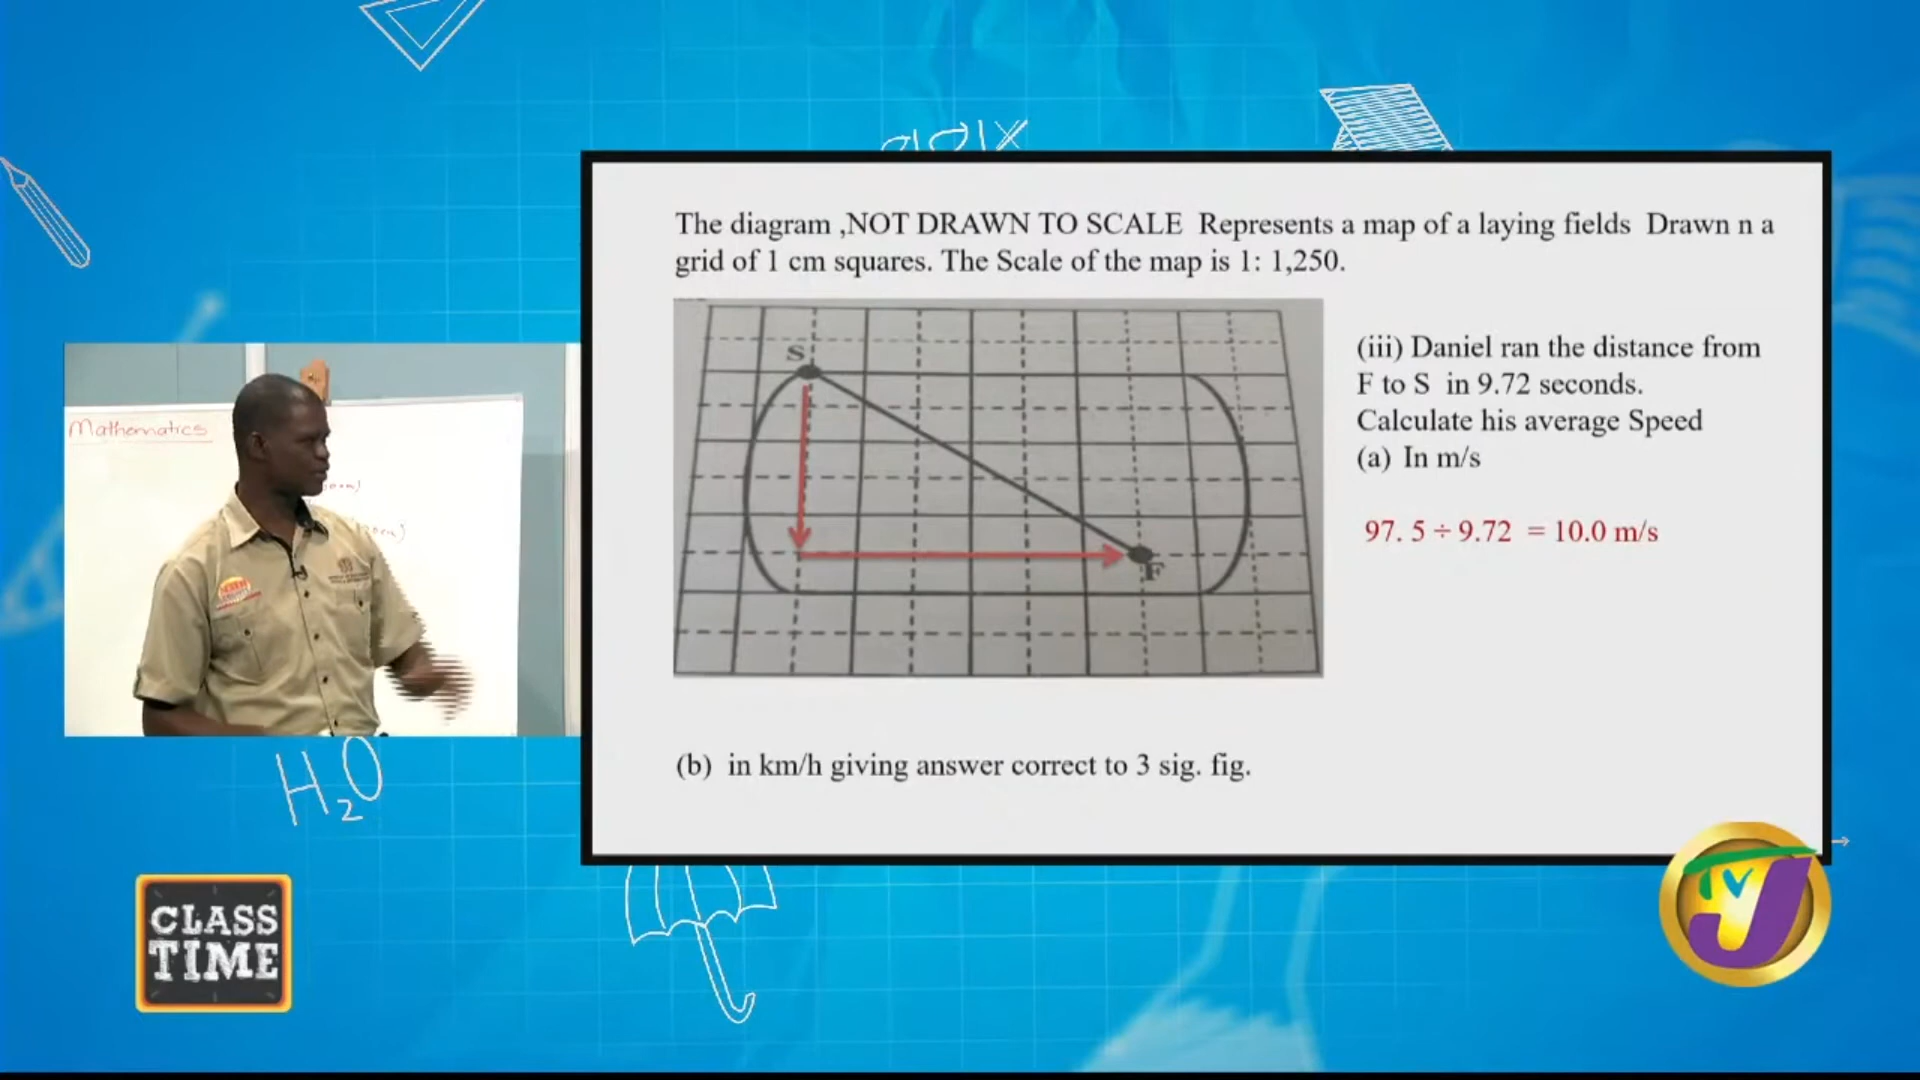 The diagram ,NOT DRAWN TO SCALE Represents a map of a laying fields Drawn n a
grid of 1 cm squares. The Scale of the map is 1: 1,250.
S
F
(iii) Daniel ran the distance from
F to S in 9.72 seconds.
Calculate his average Speed
(a) In m/s
97. 5 ÷ 9.72 = 10.0 m/s
(b) in km/h giving answer correct to 3 sig. fig.
Mathematics
H₂O
CLASS
TIME
TVJ